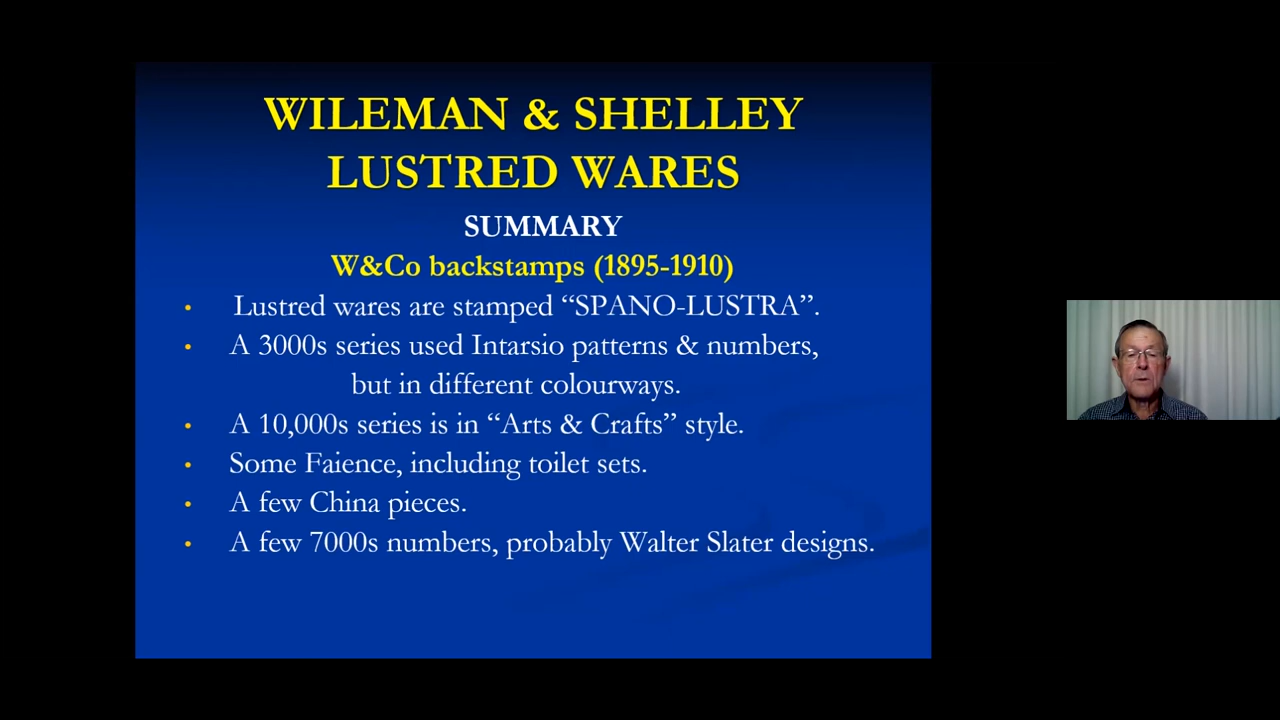 WILEMAN & SHELLEY
LUSTRED WARES
SUMMARY
W&Co backstamps (1895-1910)
• Lustred wares are stamped “SPANO-LUSTRA”.
• A 3000s series used Intarsio patterns & numbers,
but in different colourways.
• A 10,000s series is in “Arts & Crafts” style.
• Some Faience, including toilet sets.
• A few China pieces.
• A few 7000s numbers, probably Walter Slater designs.